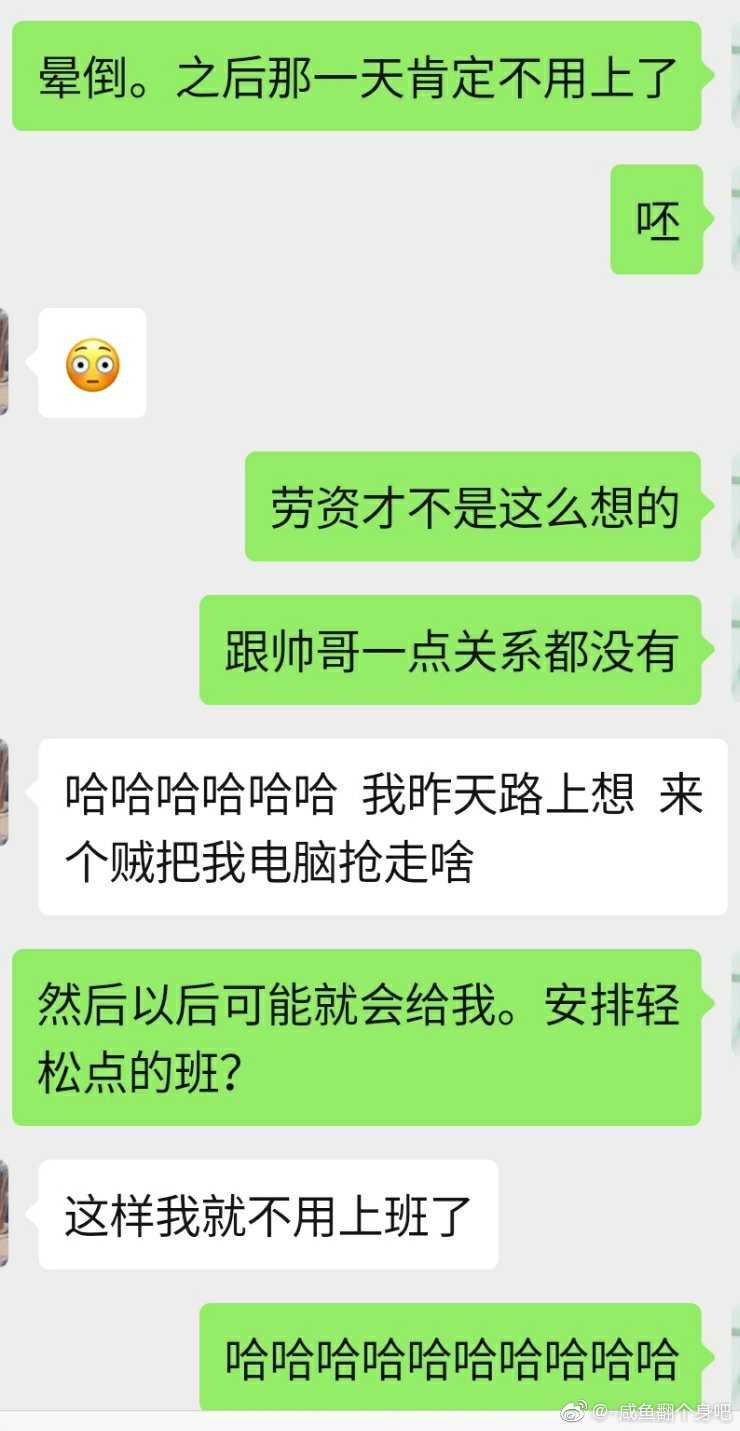 晕倒。之后那一天肯定不用上了
呸
劳资才不是这么想的
跟帅哥一点关系都没有
哈哈哈哈哈哈 我昨天路上想 来
个贼把我电脑抢走啥
然后以后可能就会给我。安排轻
松点的班?
这样我就不用上班了
哈哈哈哈哈哈哈哈哈哈
@-咸鱼翻个身吧